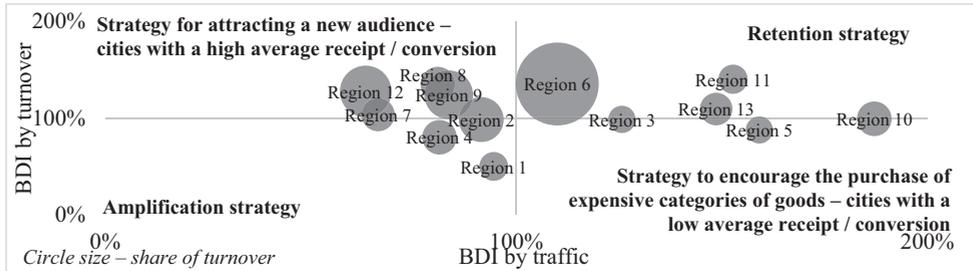 200%
Strategy for attracting a new audience –
cities with a high average receipt / conversion
Retention strategy
BDI by turnover
Region 8
Region 11
Region 6
Region 12
Region 9
Region 13
Region 7
100%
Region 2
Region 3
Region 10
Region 5
Region 4
Region 1
Strategy to encourage the purchase of
expensive categories of goods – cities with a
low average receipt / conversion
0%
Amplification strategy
0%
100%
200%
BDI by traffic
Circle size – share of turnover